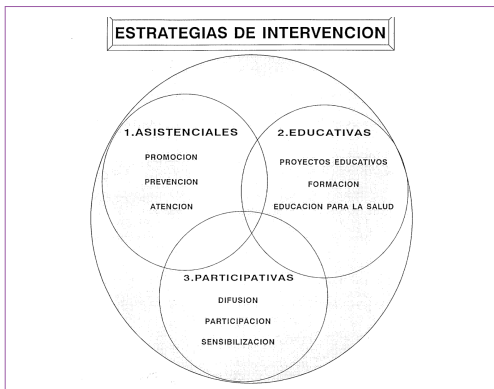 ESTRATEGIAS DE INTERVENCION
1.ASISTENCIALES
PROMOCION
PREVENCION
ATENCION
2.EDUCATIVAS
PROYECTOS EDUCATIVOS
FORMACION
EDUCACION PARA LA SALUD
3.PARTICIPATIVAS
DIFUSION
PARTICIPACION
SENSIBILIZACION